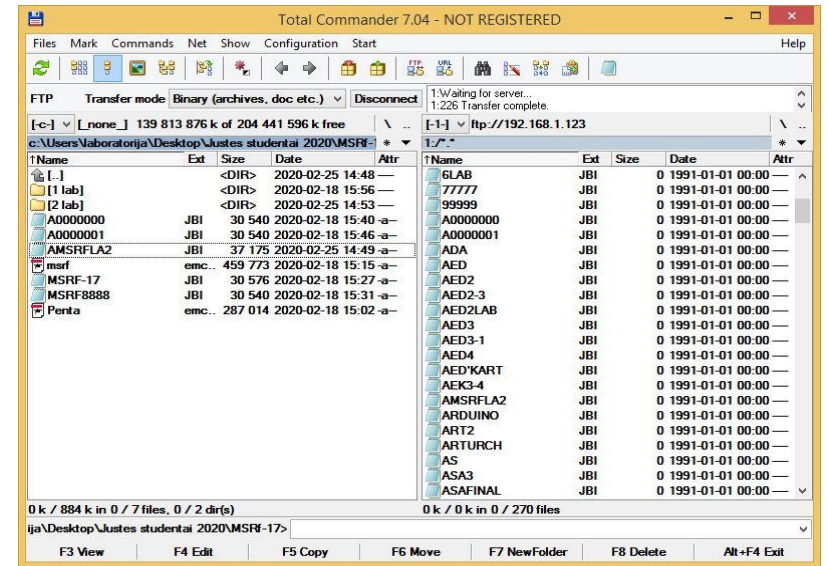 Total Commander 7.04 - NOT REGISTERED
Files Mark Commands Net Show Configuration Start Help
FTP URL
FTP Transfer mode Binary (archives, doc etc.) Disconnect
1:Waiting for server...
1:226 Transfer complete.
[-c-] [_none_] 139 813 876 k of 204 441 596 k free \ ..
[-1-] ftp://192.168.1.123 \ ..
c:\Users\laboratorija\Desktop\Justes studentai 2020\MSRf-1 *
1:/*.* *
↑Name Ext Size Date Attr
[..] <DIR> 2020-02-25 14:48 —
[1 lab] <DIR> 2020-02-18 15:56 —
[2 lab] <DIR> 2020-02-25 14:53 —
A0000000 JBI 30 540 2020-02-18 15:40 -a–
A0000001 JBI 30 540 2020-02-18 15:46 -a–
AMSRFLA2 JBI 37 175 2020-02-25 14:49 -a–
msrf emc.. 459 773 2020-02-18 15:15 -a–
MSRF-17 JBI 30 576 2020-02-18 15:27 -a–
MSRF8888 JBI 30 540 2020-02-18 15:31 -a–
Penta emc.. 287 014 2020-02-18 15:02 -a–
↑Name Ext Size Date Attr
6LAB JBI 0 1991-01-01 00:00 —
77777 JBI 0 1991-01-01 00:00 —
99999 JBI 0 1991-01-01 00:00 —
A0000000 JBI 0 1991-01-01 00:00 —
A0000001 JBI 0 1991-01-01 00:00 —
ADA JBI 0 1991-01-01 00:00 —
AED JBI 0 1991-01-01 00:00 —
AED2 JBI 0 1991-01-01 00:00 —
AED2-3 JBI 0 1991-01-01 00:00 —
AED2LAB JBI 0 1991-01-01 00:00 —
AED3 JBI 0 1991-01-01 00:00 —
AED3-1 JBI 0 1991-01-01 00:00 —
AED4 JBI 0 1991-01-01 00:00 —
AED'KART JBI 0 1991-01-01 00:00 —
AEK3-4 JBI 0 1991-01-01 00:00 —
AMSRFLA2 JBI 0 1991-01-01 00:00 —
ARDUINO JBI 0 1991-01-01 00:00 —
ART2 JBI 0 1991-01-01 00:00 —
ARTURCH JBI 0 1991-01-01 00:00 —
AS JBI 0 1991-01-01 00:00 —
ASA3 JBI 0 1991-01-01 00:00 —
ASAFINAL JBI 0 1991-01-01 00:00 —
0 k / 884 k in 0 / 7 files, 0 / 2 dir(s)
0 k / 0 k in 0 / 270 files
ija\Desktop\Justes studentai 2020\MSRf-17>
F3 View F4 Edit F5 Copy F6 Move F7 NewFolder F8 Delete Alt+F4 Exit